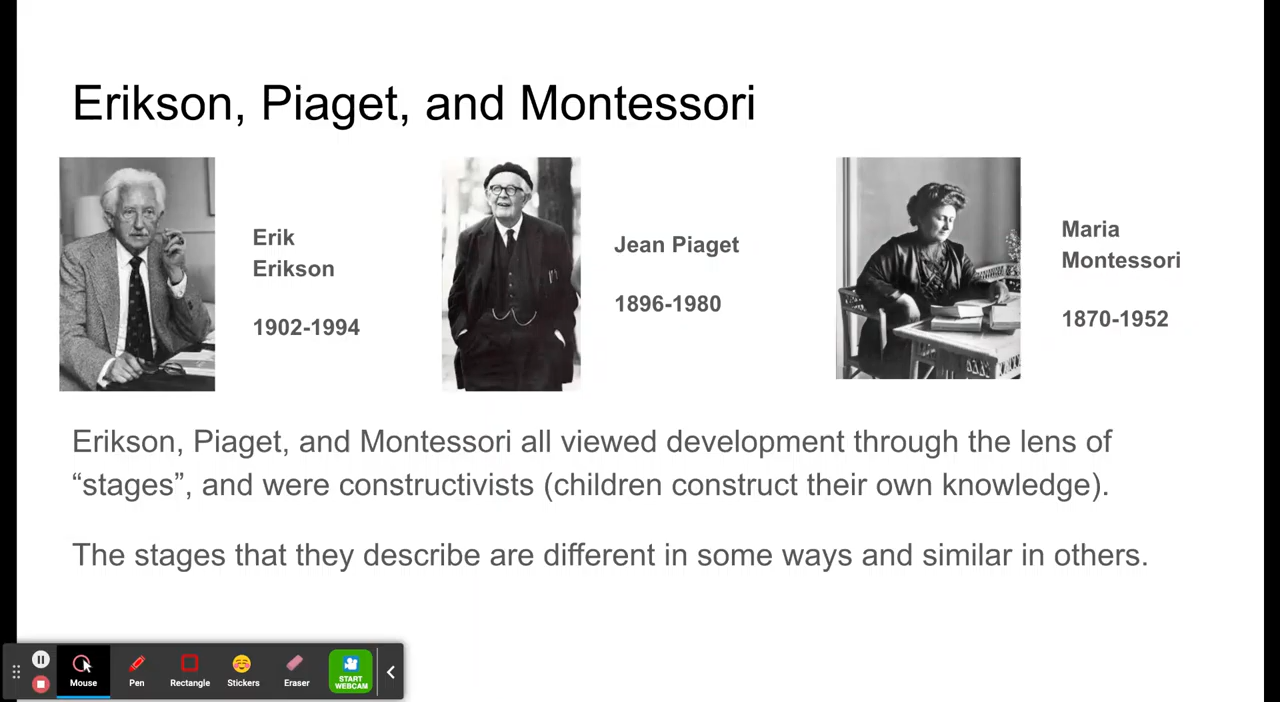 Erikson, Piaget, and Montessori
Erik
Erikson
1902-1994
Jean Piaget
1896-1980
Maria
Montessori
1870-1952
Erikson, Piaget, and Montessori all viewed development through the lens of
“stages”, and were constructivists (children construct their own knowledge).
The stages that they describe are different in some ways and similar in others.
Mouse
Pen
Rectangle
Stickers
Eraser
START
WEBCAM